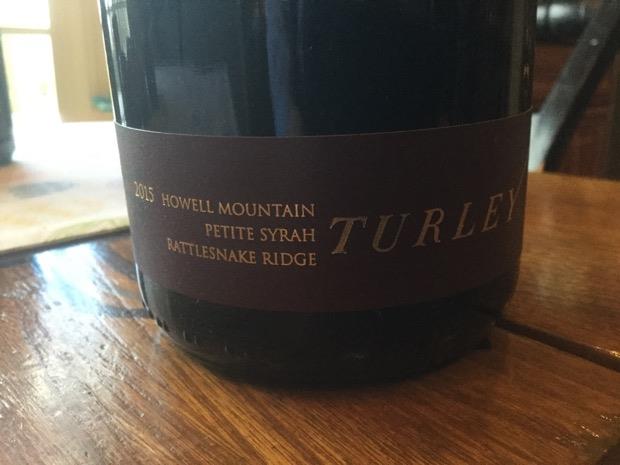 2015 HOWELL MOUNTAIN
PETITE SYRAH
RATTLESNAKE RIDGE
TURLEY